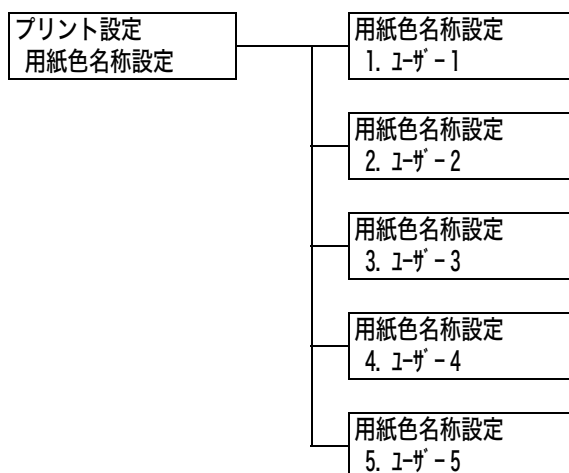 プリント設定
用紙色名称設定
用紙色名称設定
1. ﾕｰｻﾞｰ1
用紙色名称設定
2. ﾕｰｻﾞｰ2
用紙色名称設定
3. ﾕｰｻﾞｰ3
用紙色名称設定
4. ﾕｰｻﾞｰ4
用紙色名称設定
5. ﾕｰｻﾞｰ5